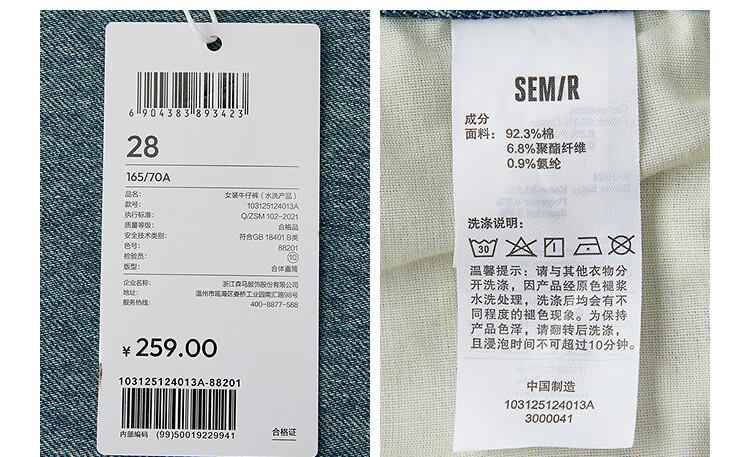 6 904383 893423
28
165/70A
品名: 女装牛仔裤（水洗产品）
款号: 103125124013A
执行标准: Q/ZSM 102-2021
质量等级: 合格品
安全技术类别: 符合GB 18401 B类
色号: 88201
检验员: 10
版型: 合体直筒
企业名称: 浙江森马服饰股份有限公司
地址: 温州市瓯海区娄桥工业园南汇路98号
服务热线: 400-8877-588
¥ 259.00
103125124013A-88201
内部编码 (99)50019229941
合格证
SEM/R
成分
面料: 92.3%棉
6.8%聚酯纤维
0.9%氨纶
洗涤说明:
30
温馨提示: 请与其他衣物分
开洗涤, 因产品经原色褪浆
水洗处理, 洗涤后均会有不
同程度的褪色现象。为保持
产品色泽, 请翻转后洗涤,
且浸泡时间不可超过10分钟。
中国制造
103125124013A
3000041